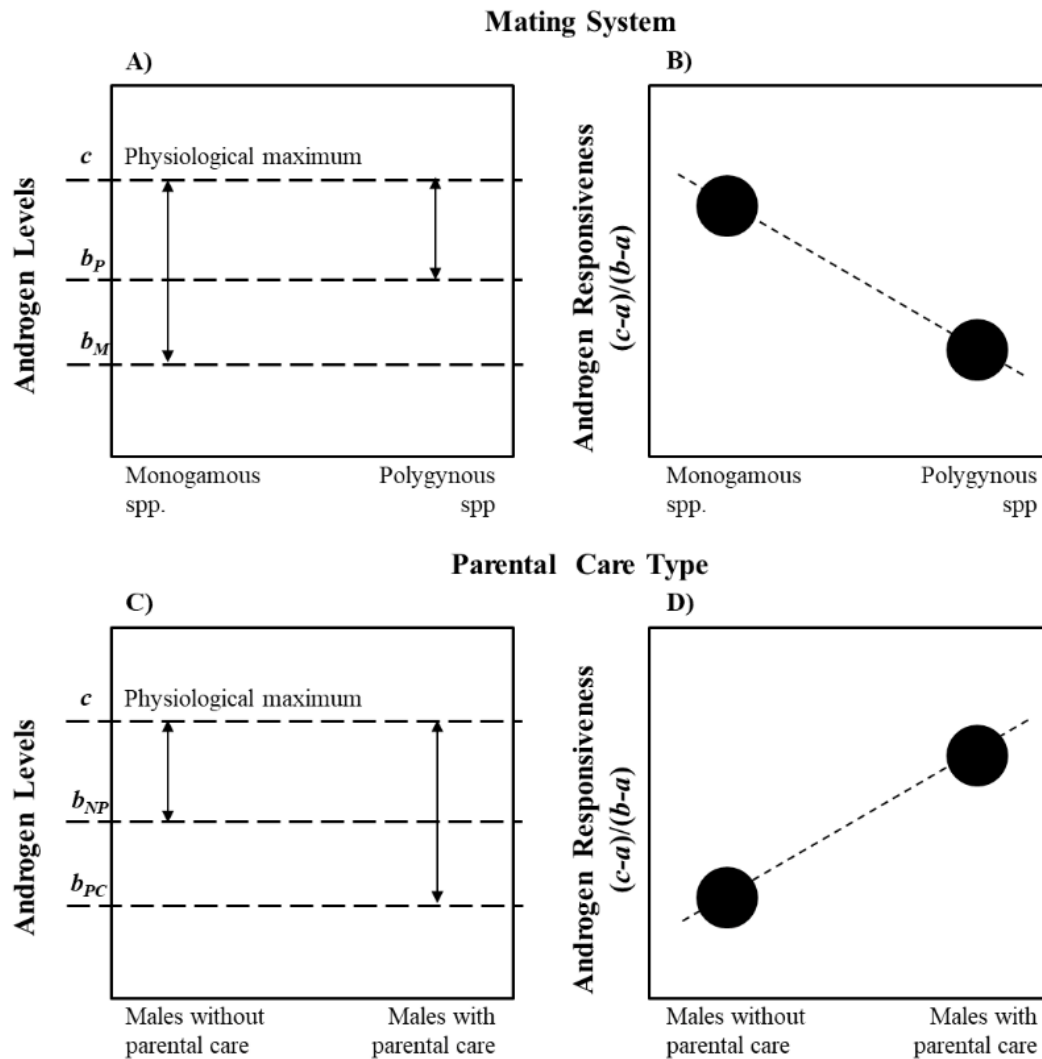 Mating System
A)
B)
Androgen Levels
c
Physiological maximum
b_P
b_M
Monogamous
spp.
Polygynous
spp
Androgen Responsiveness
(c-a)/(b-a)
Monogamous
spp.
Polygynous
spp
Parental Care Type
C)
D)
Androgen Levels
c
Physiological maximum
b_NP
b_PC
Males without
parental care
Males with
parental care
Androgen Responsiveness
(c-a)/(b-a)
Males without
parental care
Males with
parental care